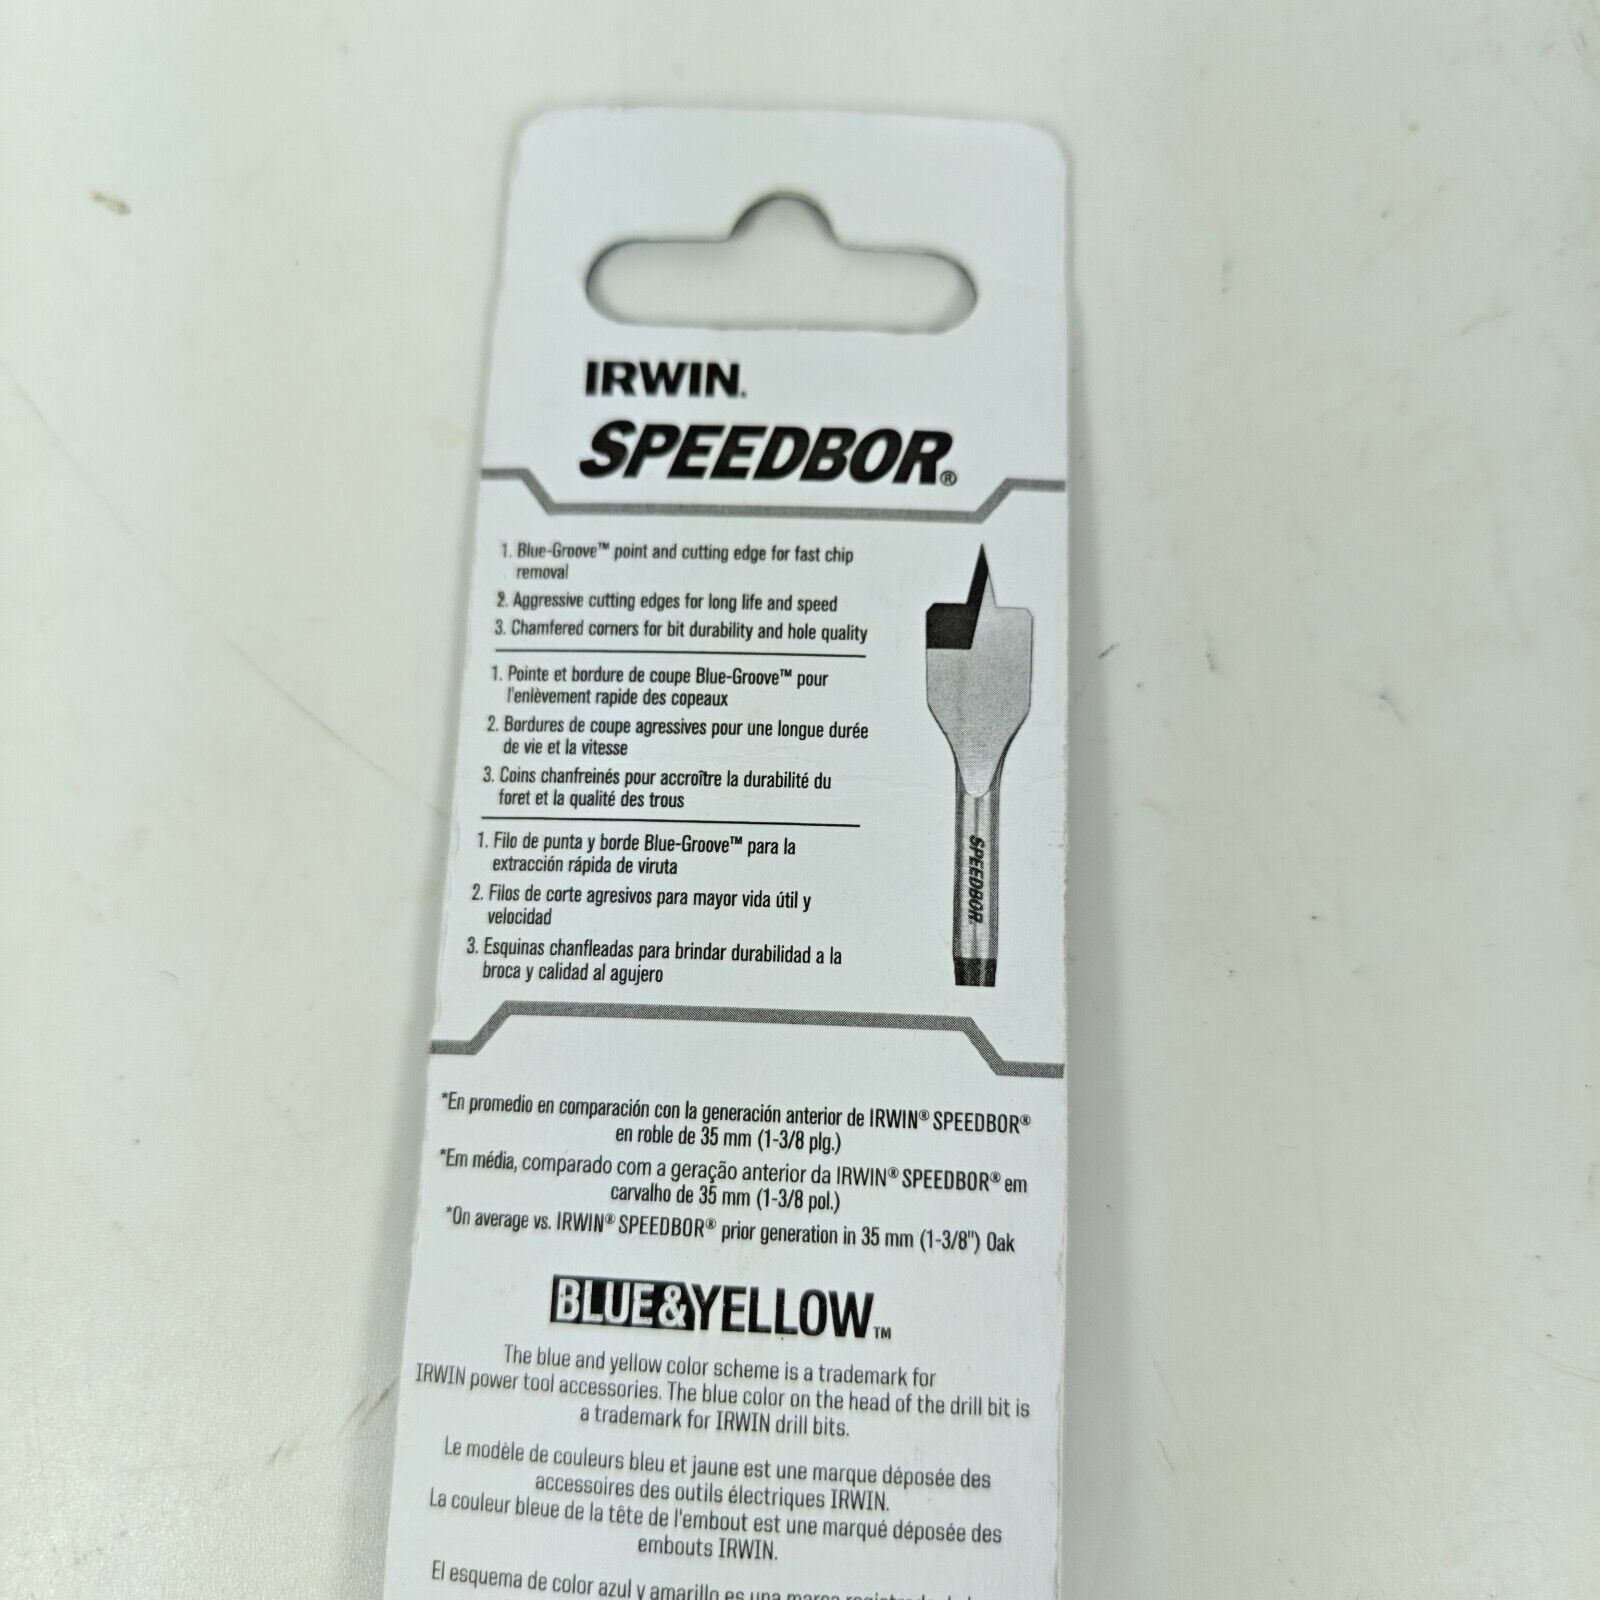 IRWIN.
SPEEDBOR®
1. Blue-Groove™ point and cutting edge for fast chip
removal
2. Aggressive cutting edges for long life and speed
3. Chamfered corners for bit durability and hole quality
1. Pointe et bordure de coupe Blue-Groove™ pour
l'enlèvement rapide des copeaux
2. Bordures de coupe agressives pour une longue durée
de vie et la vitesse
3. Coins chanfreinés pour accroître la durabilité du
foret et la qualité des trous
1. Filo de punta y borde Blue-Groove™ para la
extracción rápida de viruta
2. Filos de corte agresivos para mayor vida útil y
velocidad
3. Esquinas chanfleadas para brindar durabilidad a la
broca y calidad al agujero
SPEEDBOR
*En promedio en comparación con la generación anterior de IRWIN® SPEEDBOR®
en roble de 35 mm (1-3/8 plg.)
*Em média, comparado com a geração anterior da IRWIN® SPEEDBOR® em
carvalho de 35 mm (1-3/8 pol.)
*On average vs. IRWIN® SPEEDBOR® prior generation in 35 mm (1-3/8") Oak
BLUE&YELLOW™
The blue and yellow color scheme is a trademark for
IRWIN power tool accessories. The blue color on the head of the drill bit is
a trademark for IRWIN drill bits.
Le modèle de couleurs bleu et jaune est une marque déposée des
accessoires des outils électriques IRWIN.
La couleur bleue de la tête de l'embout est une marqué déposée des
embouts IRWIN.
El esquema de color azul y amarillo es una marca